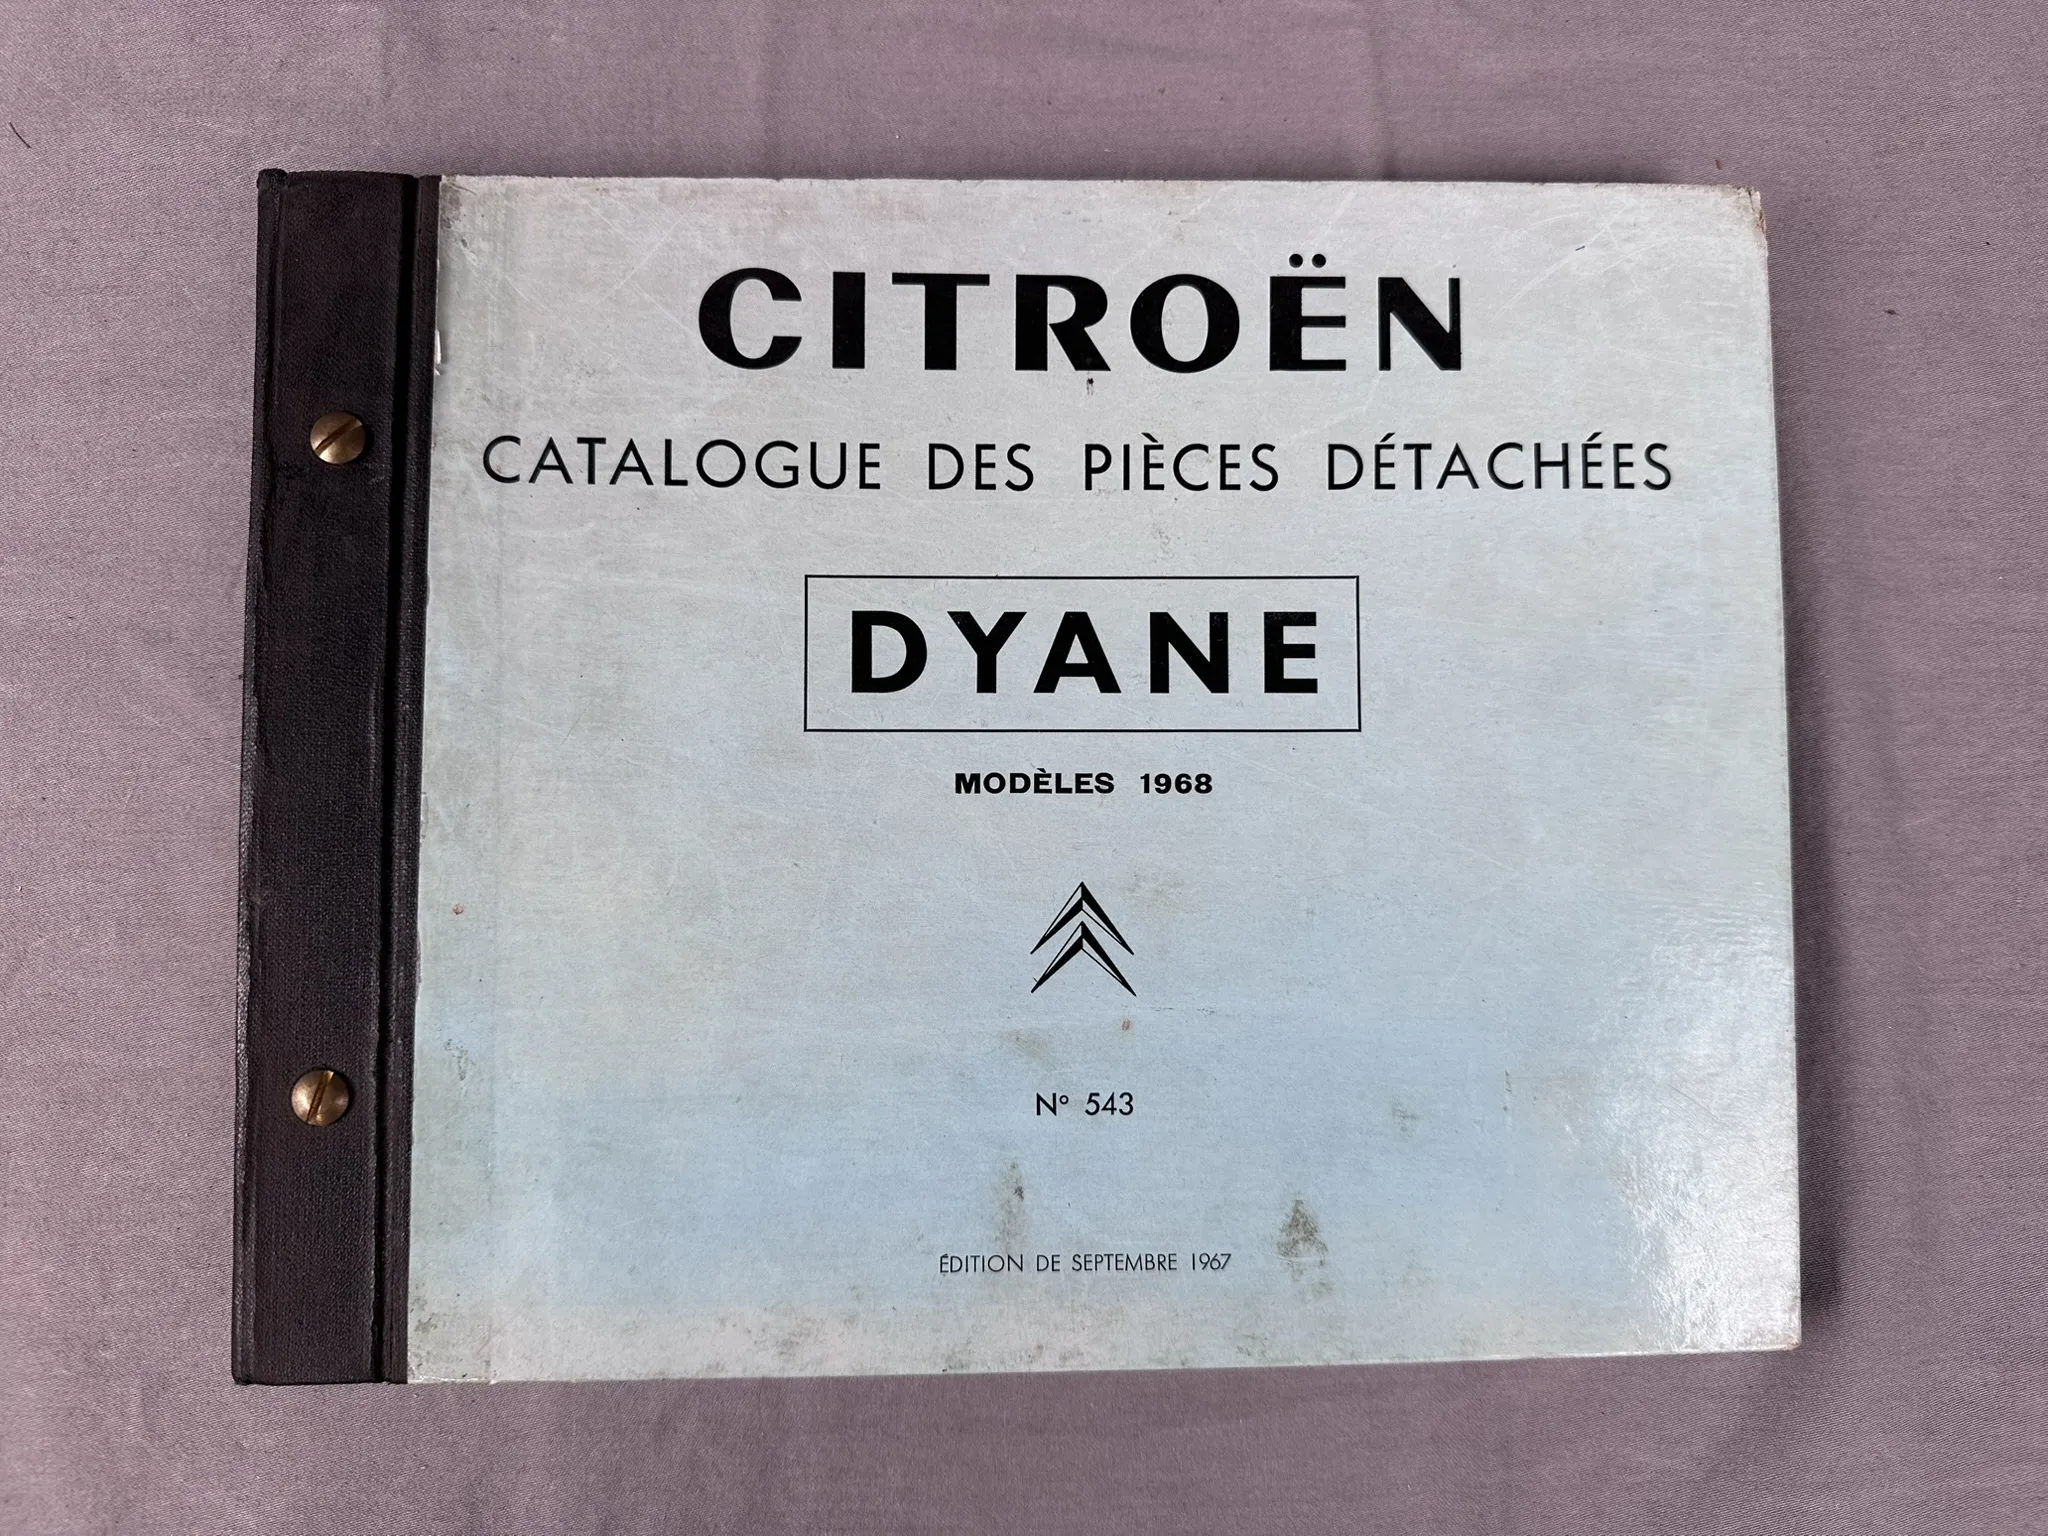 CITROËN
CATALOGUE DES PIÈCES DÉTACHÉES
DYANE
MODÈLES 1968
N° 543
ÉDITION DE SEPTEMBRE 1967